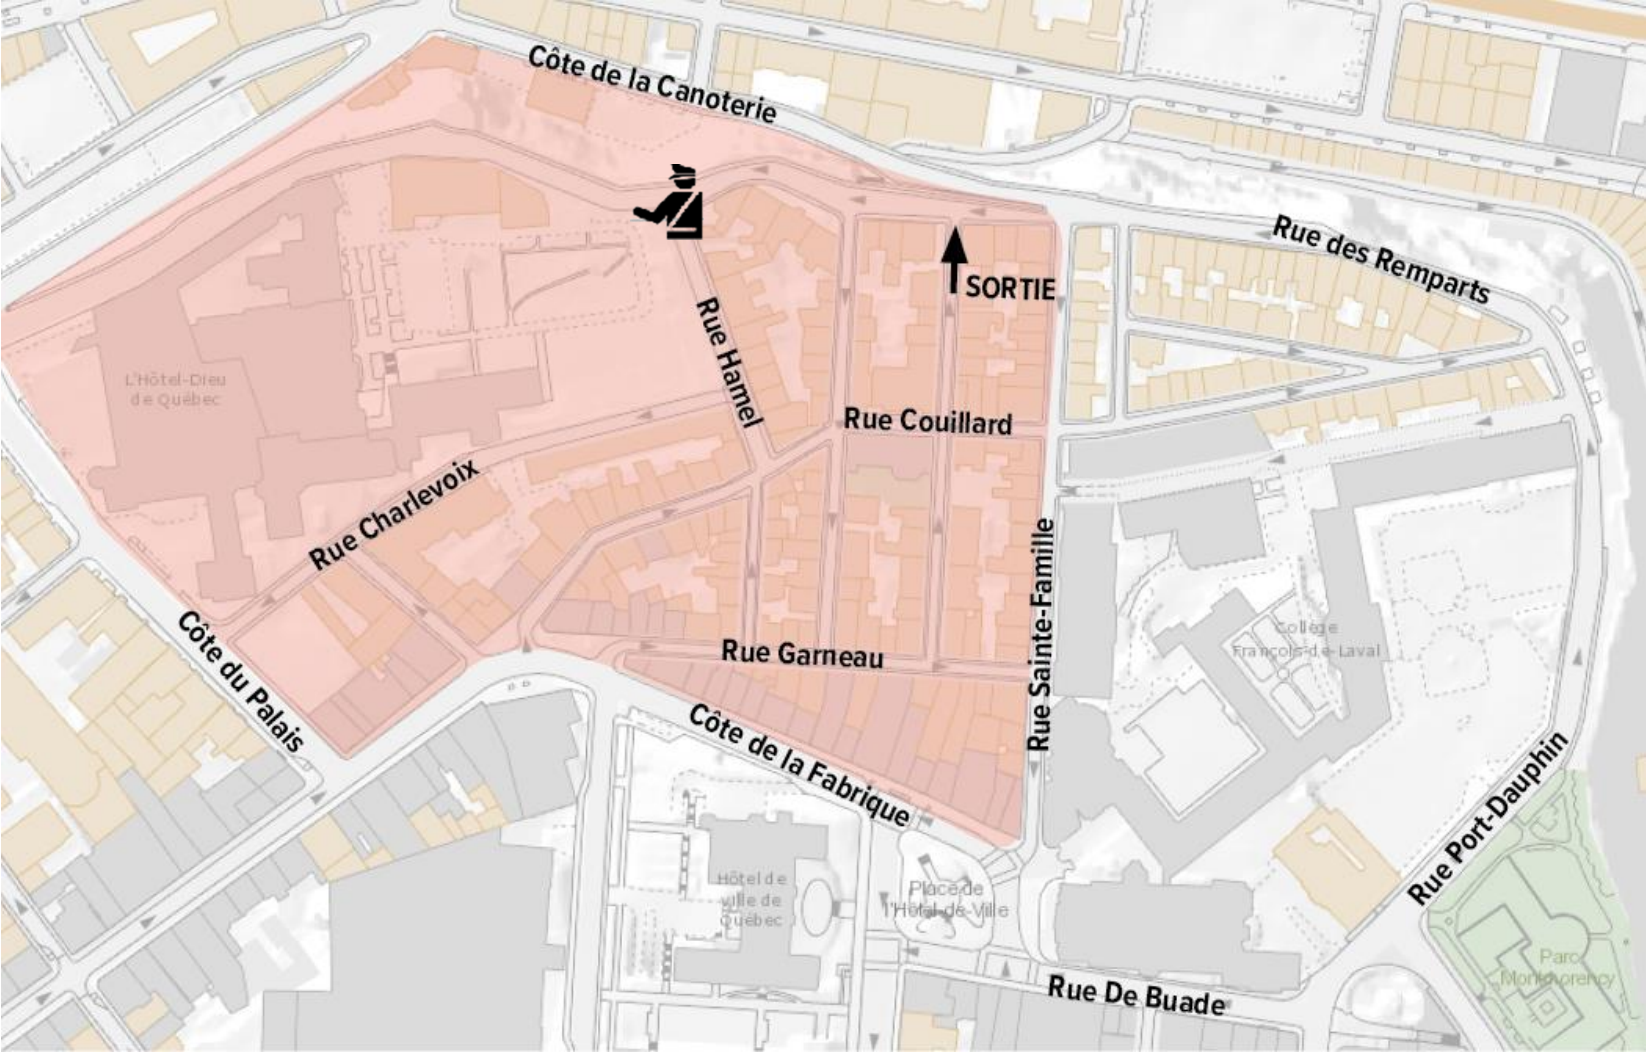 Côte de la Canoterie
Rue des Remparts
SORTIE
Rue Hamel
L'Hôtel-Dieu
de Québec
Rue Couillard
Rue Charlevoix
Rue Sainte-Famille
Côte du Palais
Rue Garneau
Collège
François-de-Laval
Côte de la Fabrique
Rue Port-Dauphin
Hôtel de
ville de
Québec
Place de
l'Hôtel-de-Ville
Parc
Montmorency
Rue De Buade